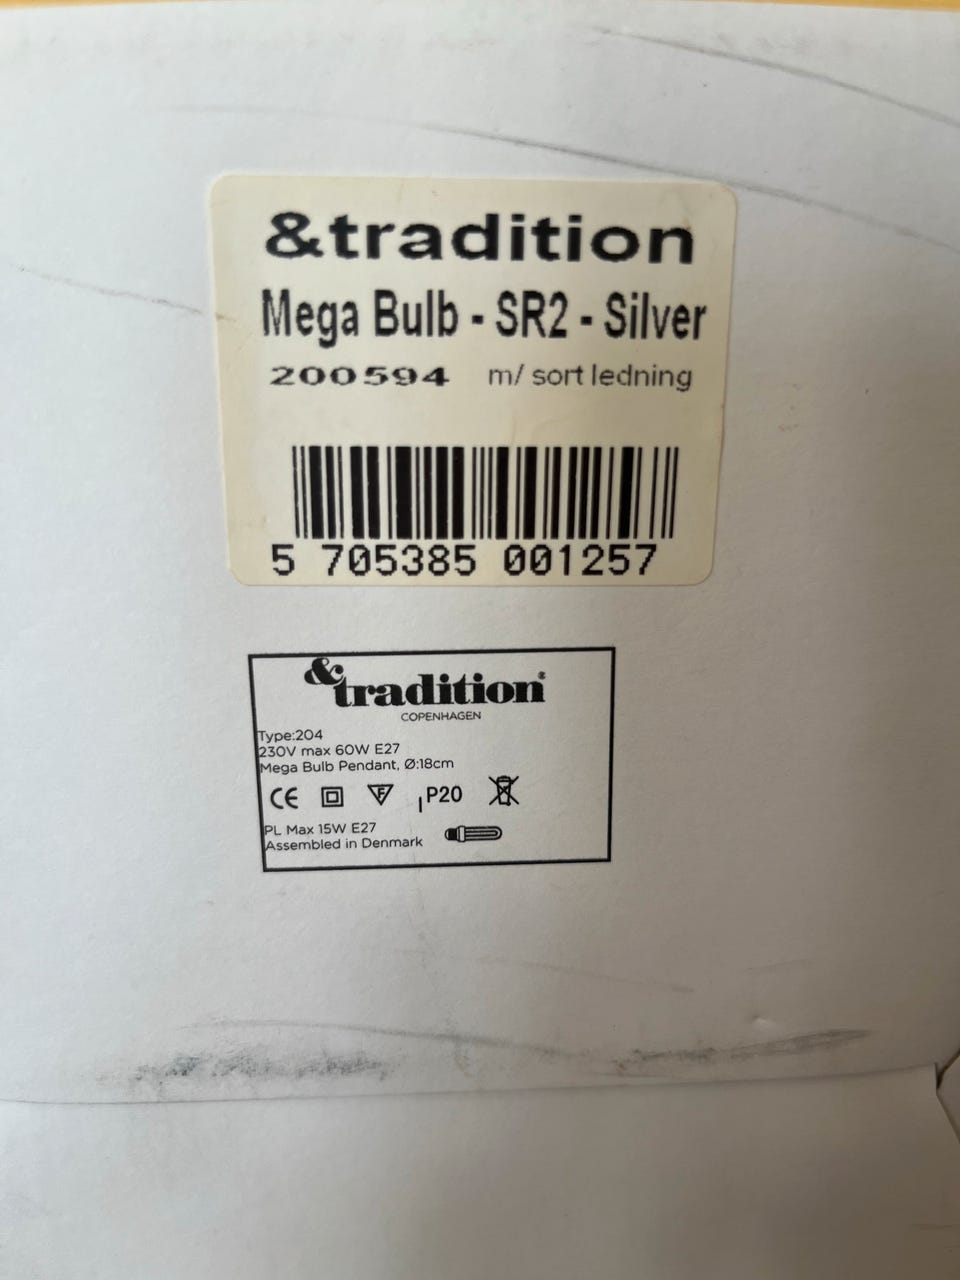 &tradition
Mega Bulb - SR2 - Silver
200594 m/ sort ledning
5 705385 001257
&tradition®
COPENHAGEN
Type:204
230V max 60W E27
Mega Bulb Pendant, Ø:18cm
CE F IP20
PL Max 15W E27
Assembled in Denmark